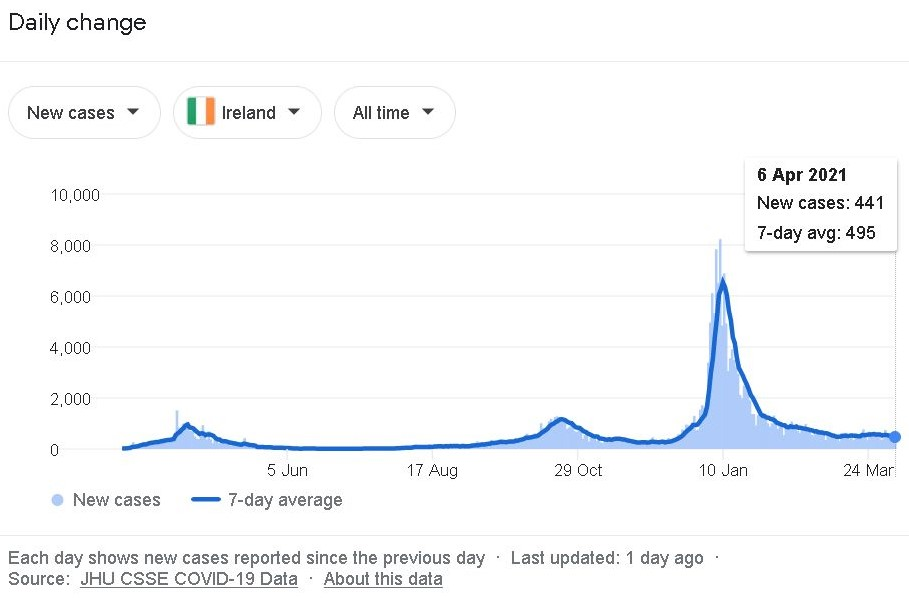 Daily change
New cases
Ireland
All time
6 Apr 2021
New cases: 441
7-day avg: 495
10,000
8,000
6,000
4,000
2,000
0
5 Jun
17 Aug
29 Oct
10 Jan
24 Mar
New cases
7-day average
Each day shows new cases reported since the previous day · Last updated: 1 day ago ·
Source: JHU CSSE COVID-19 Data · About this data